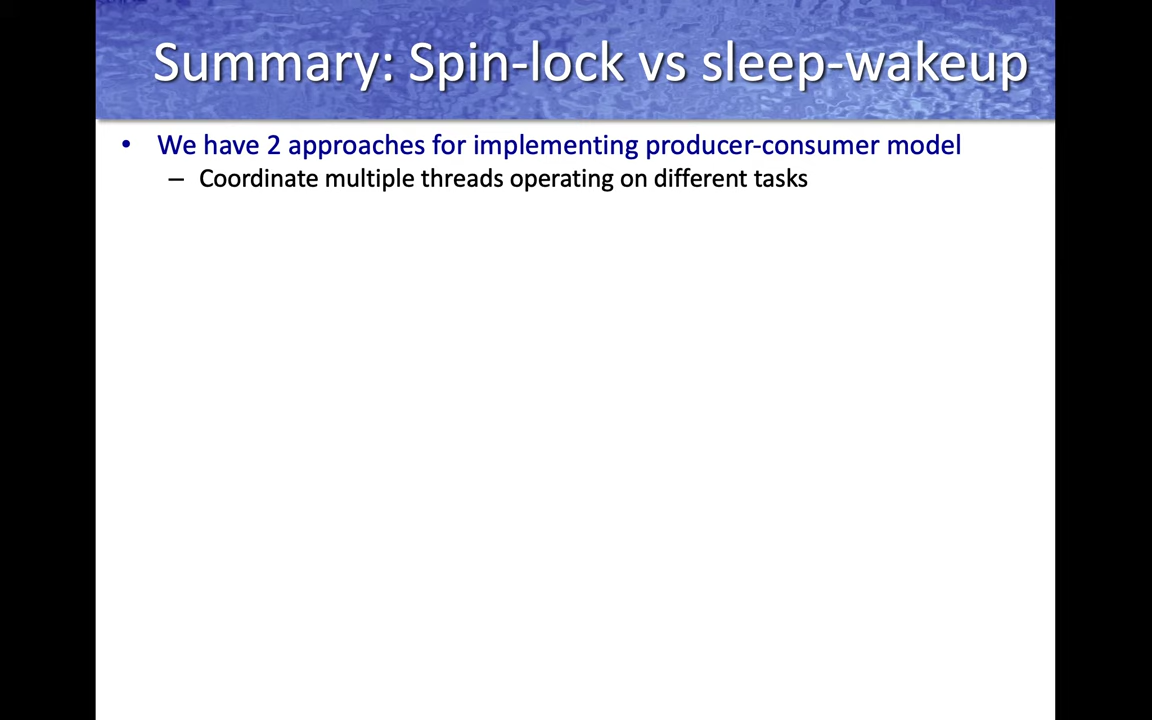 Summary: Spin-lock vs sleep-wakeup
• We have 2 approaches for implementing producer-consumer model
– Coordinate multiple threads operating on different tasks